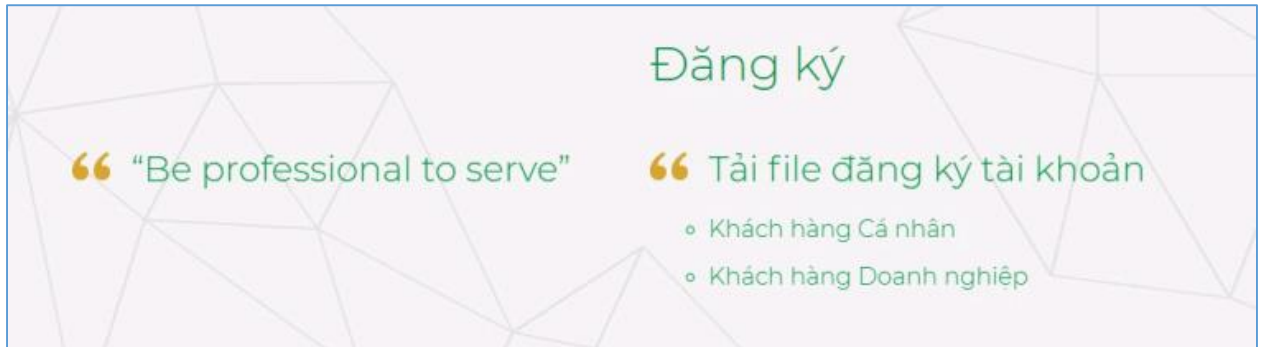 Đăng ký
“Be professional to serve”
Tải file đăng ký tài khoản
Khách hàng Cá nhân
Khách hàng Doanh nghiệp